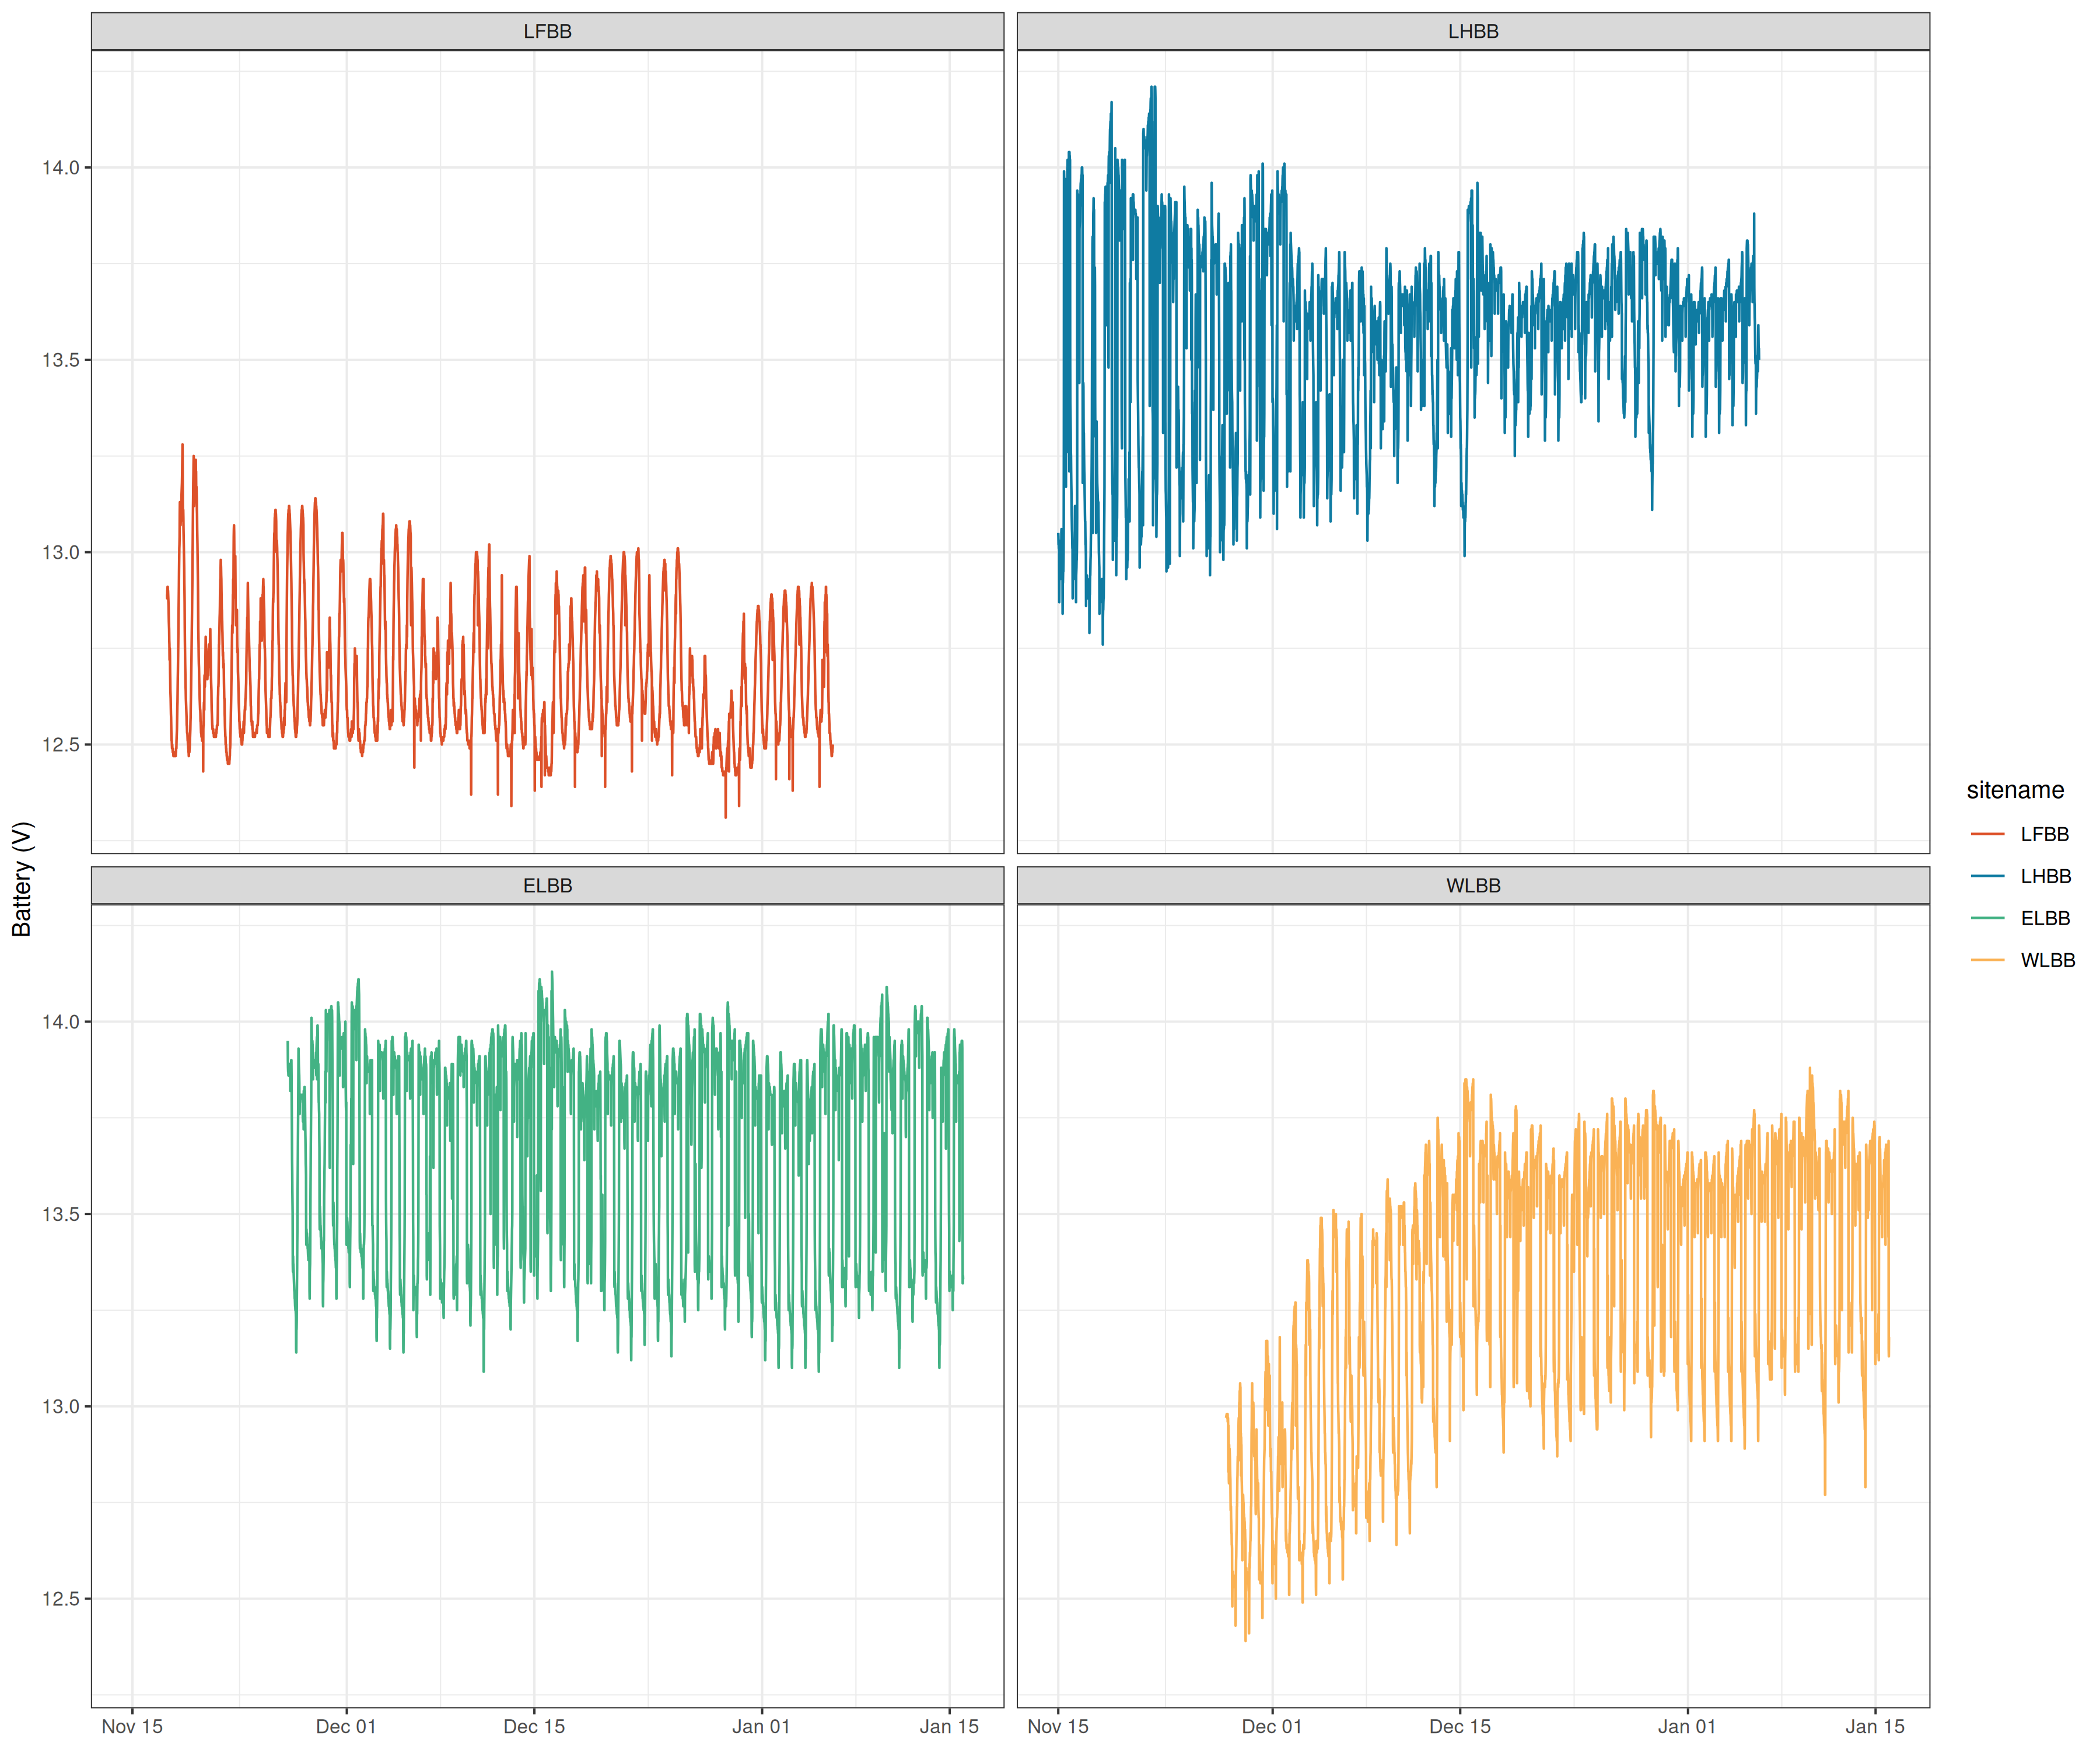 LFBB
LHBB
14.0
13.5
13.0
12.5
Battery (V)
ELBB
WLBB
14.0
13.5
13.0
12.5
Nov 15
Dec 01
Dec 15
Jan 01
Jan 15
Nov 15
Dec 01
Dec 15
Jan 01
Jan 15
sitename
LFBB
LHBB
ELBB
WLBB